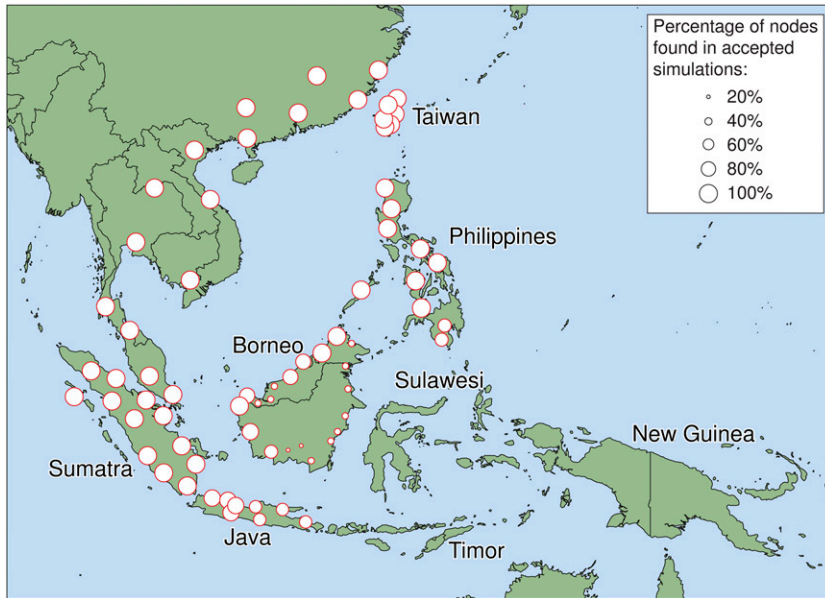 Percentage of nodes
found in accepted
simulations:
20%
40%
60%
80%
100%
Taiwan
Philippines
Borneo
Sulawesi
New Guinea
Sumatra
Java
Timor